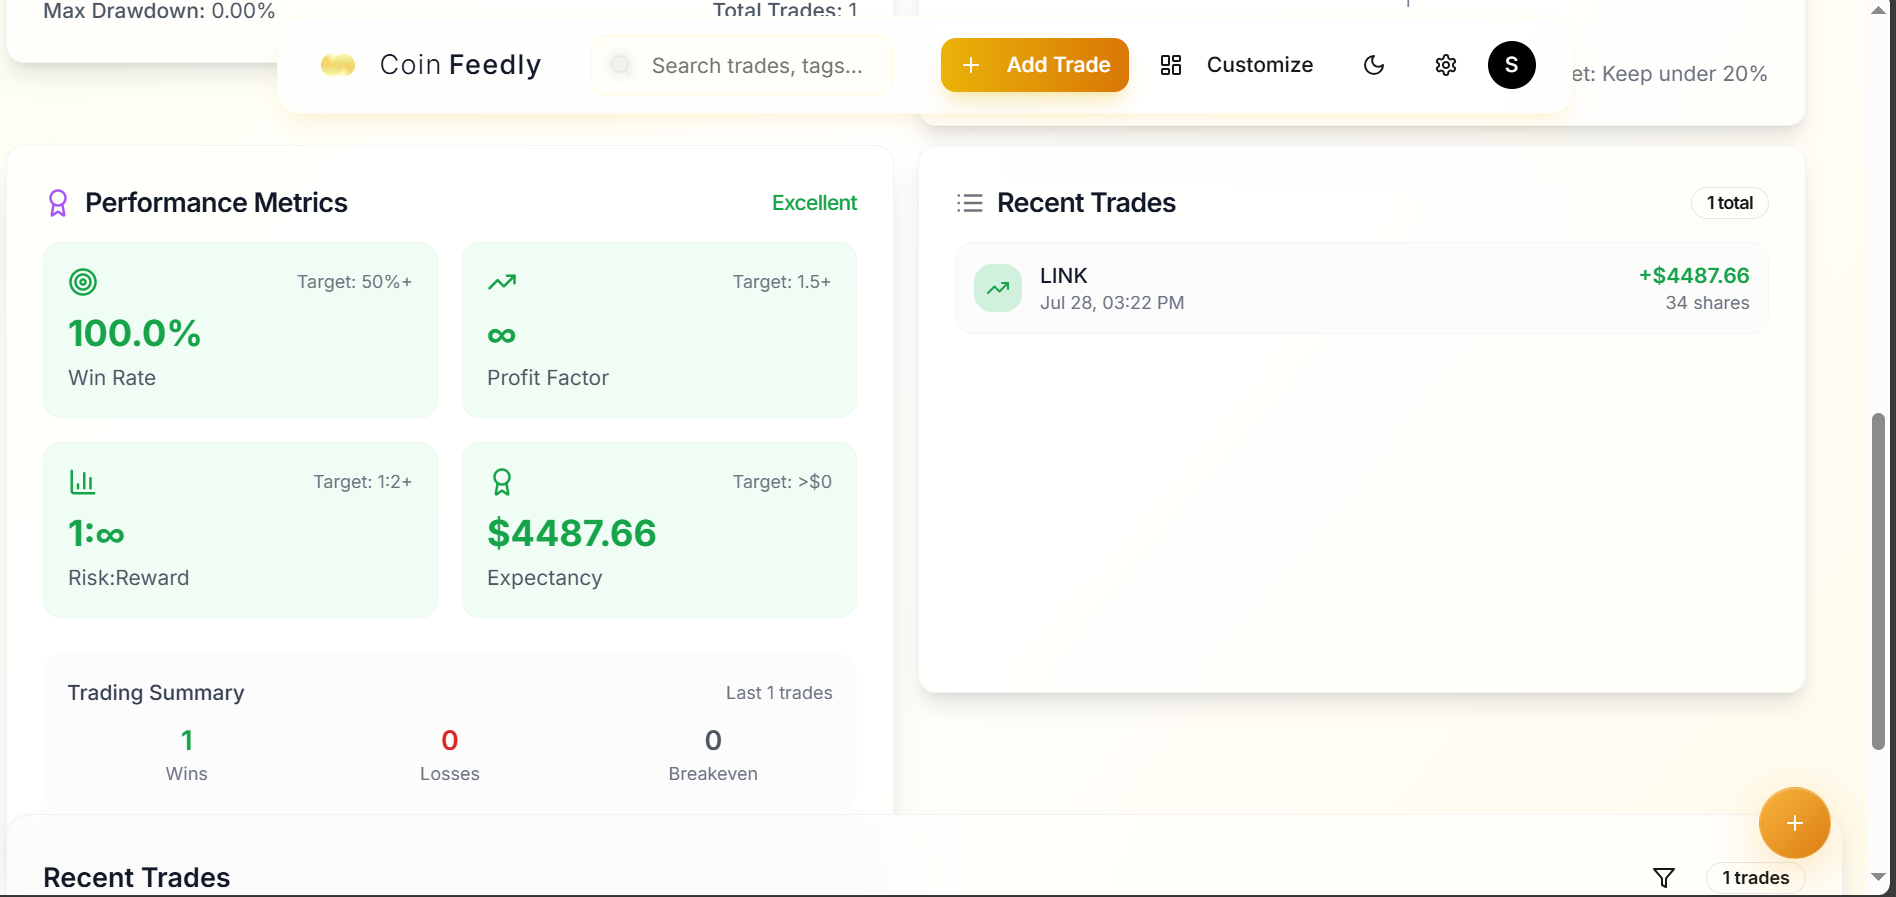 Max Drawdown: 0.00%
Total Trades: 1
Coin Feedly
Search trades, tags...
Add Trade
Customize
S
et: Keep under 20%
Performance Metrics
Excellent
Target: 50%+
100.0%
Win Rate
Target: 1.5+
∞
Profit Factor
Target: 1:2+
1:∞
Risk:Reward
Target: >$0
$4487.66
Expectancy
Trading Summary
Last 1 trades
1
Wins
0
Losses
0
Breakeven
Recent Trades
1 total
LINK
+$4487.66
Jul 28, 03:22 PM
34 shares
Recent Trades
1 trades